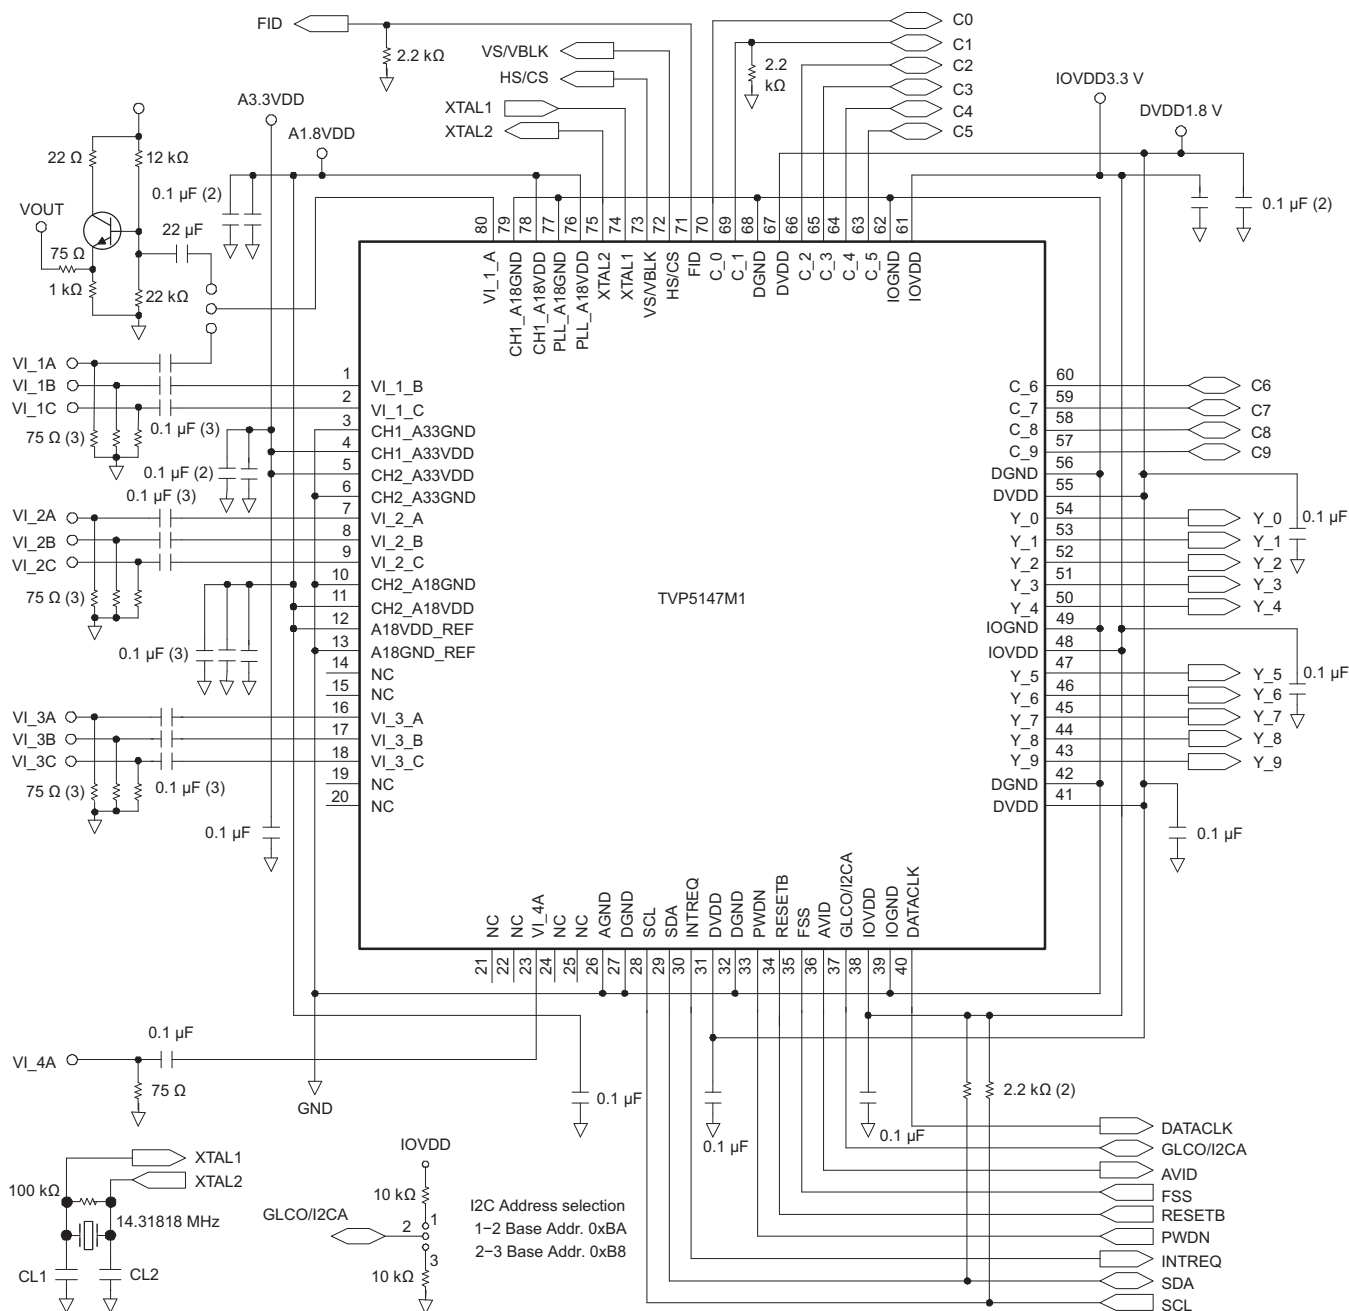 FID
2.2 kΩ
VS/VBLK
HS/CS
XTAL1
XTAL2
C0
C1
2.2
kΩ
C2
C3
C4
C5
IOVDD3.3 V
DVDD1.8 V
0.1 µF (2)
A3.3VDD
A1.8VDD
22 Ω
12 kΩ
0.1 µF (2)
VOUT
22 µF
75 Ω
1 kΩ
22 kΩ
80
79
78
77
76
75
74
73
72
71
70
69
68
67
66
65
64
63
62
61
VI_1_A
CH1_A18GND
CH1_A18VDD
PLL_A18GND
PLL_A18VDD
XTAL2
XTAL1
VS/VBLK
HS/CS
FID
C_0
C_1
DGND
DVDD
C_2
C_3
C_4
C_5
IOGND
IOVDD
VI_1A
VI_1B
VI_1C
75 Ω (3)
0.1 µF (3)
0.1 µF (2)
0.1 µF (3)
VI_2A
VI_2B
VI_2C
75 Ω (3)
0.1 µF (3)
VI_3A
VI_3B
VI_3C
75 Ω (3)
0.1 µF (3)
0.1 µF
1 VI_1_B
2 VI_1_C
3 CH1_A33GND
4 CH1_A33VDD
5 CH2_A33VDD
6 CH2_A33GND
7 VI_2_A
8 VI_2_B
9 VI_2_C
10 CH2_A18GND
11 CH2_A18VDD
12 A18VDD_REF
13 A18GND_REF
14 NC
15 NC
16 VI_3_A
17 VI_3_B
18 VI_3_C
19 NC
20 NC
TVP5147M1
C_6 60 C6
C_7 59 C7
C_8 58 C8
C_9 57 C9
DGND 56
DVDD 55
0.1 µF
Y_0 54 Y_0
Y_1 53 Y_1
Y_2 52 Y_2
Y_3 51 Y_3
Y_4 50 Y_4
IOGND 49
IOVDD 48
0.1 µF
Y_5 47 Y_5
Y_6 46 Y_6
Y_7 45 Y_7
Y_8 44 Y_8
Y_9 43 Y_9
DGND 42
DVDD 41
0.1 µF
NC
NC
VI_4A
NC
NC
AGND
DGND
SCL
SDA
INTREQ
DVDD
DGND
PWDN
RESETB
FSS
AVID
GLCO/I2CA
IOVDD
IOGND
DATACLK
21
22
23
24
25
26
27
28
29
30
31
32
33
34
35
36
37
38
39
40
0.1 µF
VI_4A
75 Ω
GND
0.1 µF
0.1 µF
0.1 µF
2.2 kΩ (2)
DATACLK
GLCO/I2CA
AVID
FSS
RESETB
PWDN
INTREQ
SDA
SCL
XTAL1
XTAL2
100 kΩ
14.31818 MHz
CL1
CL2
IOVDD
10 kΩ
GLCO/I2CA
1
2
3
10 kΩ
I2C Address selection
1−2 Base Addr. 0xBA
2−3 Base Addr. 0xB8